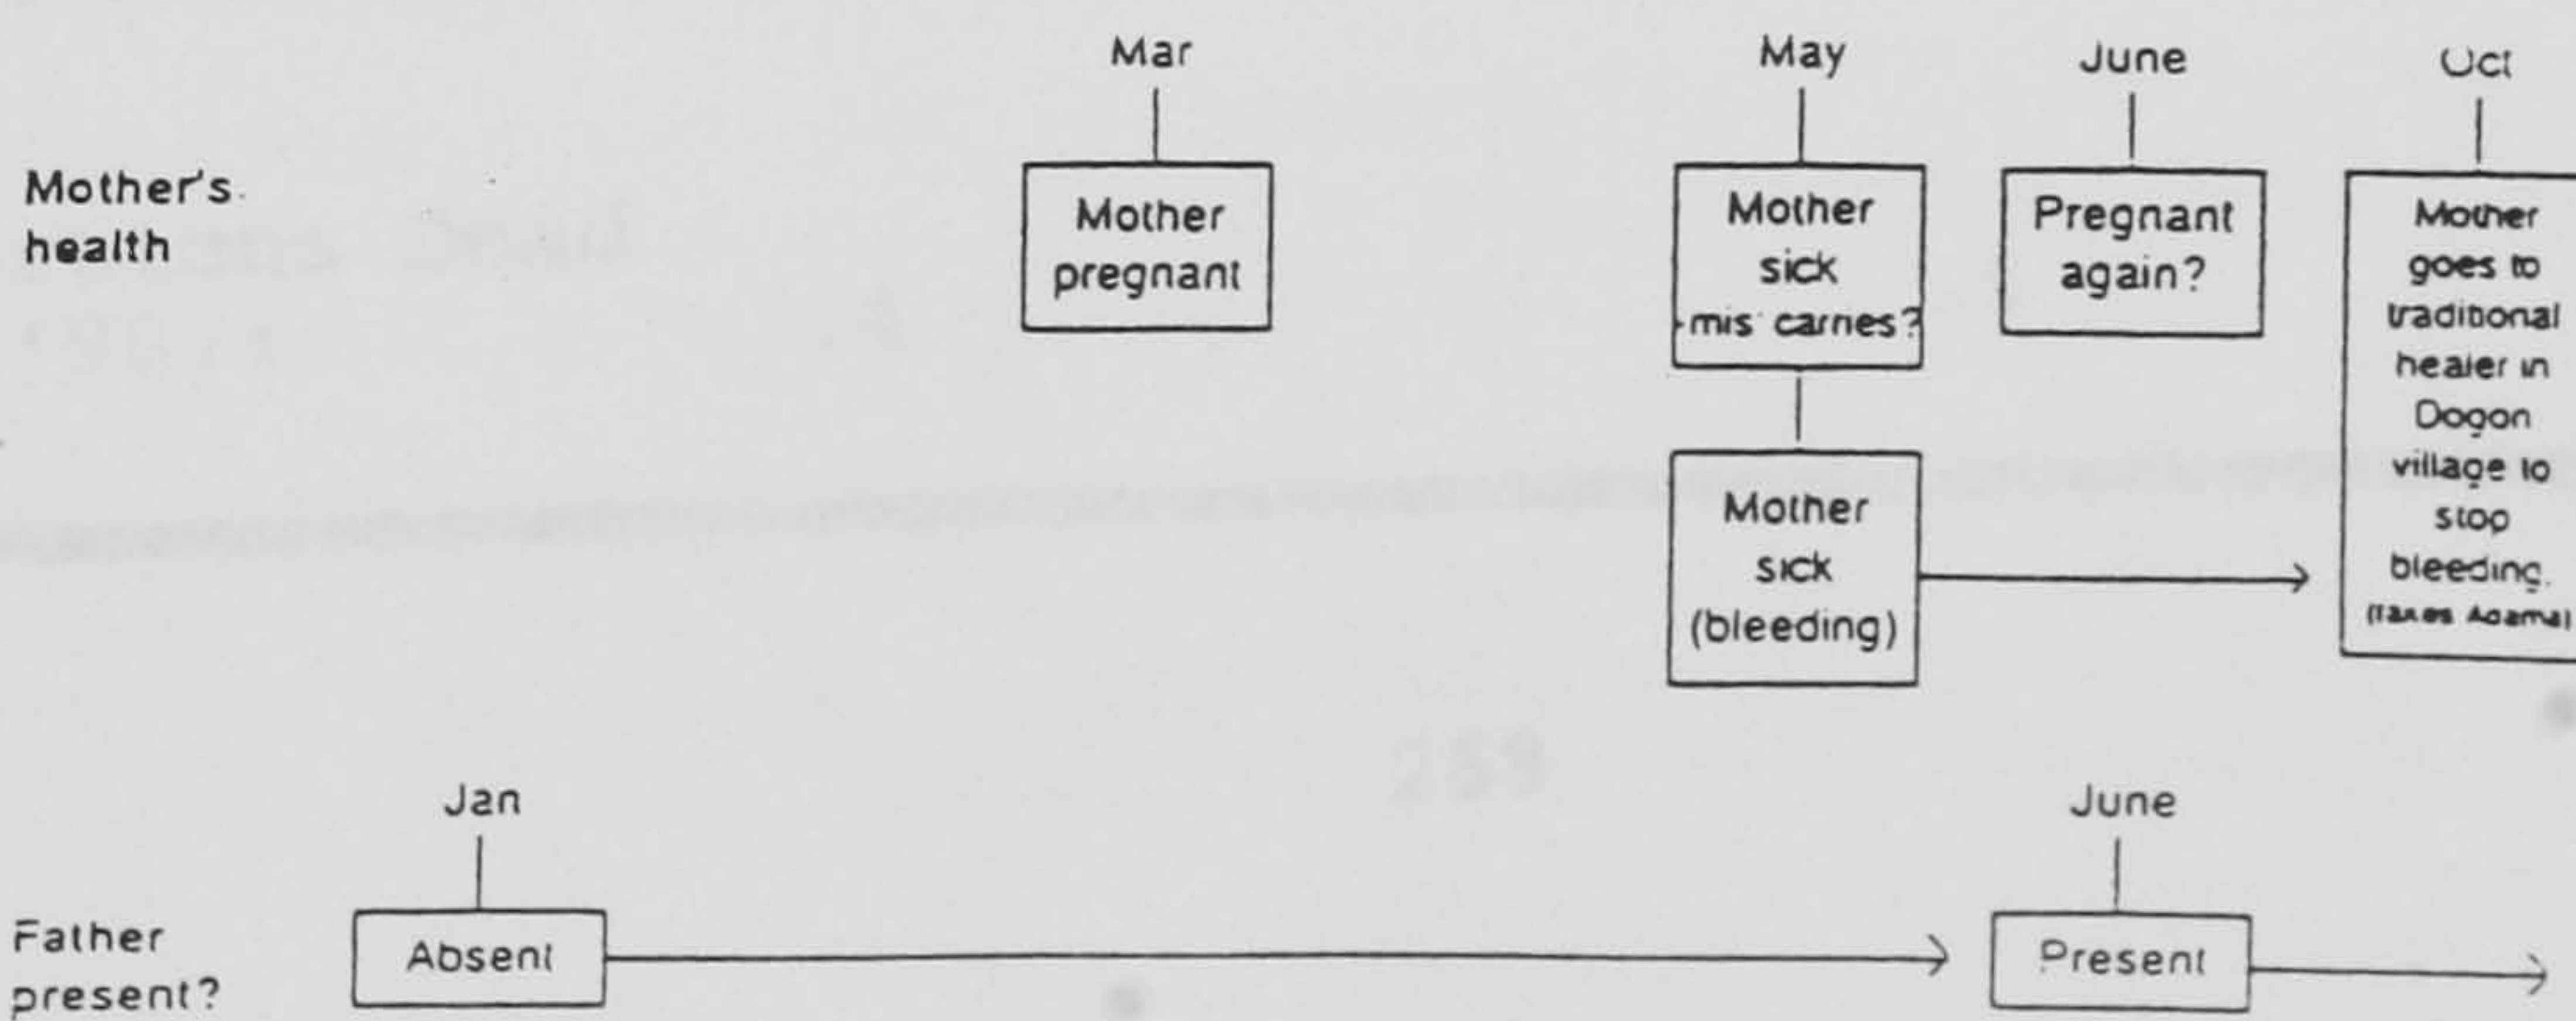 Mar
May
June
Oct
Mother's
health
Mother
pregnant
Mother
sick
-mis carries?
Pregnant
again?
Mother
goes to
traditional
healer in
Dogon
village to
stop
bleeding.
(Takes Adama)
Mother
sick
(bleeding)
259
Jan
June
Father
present?
Absent
Present